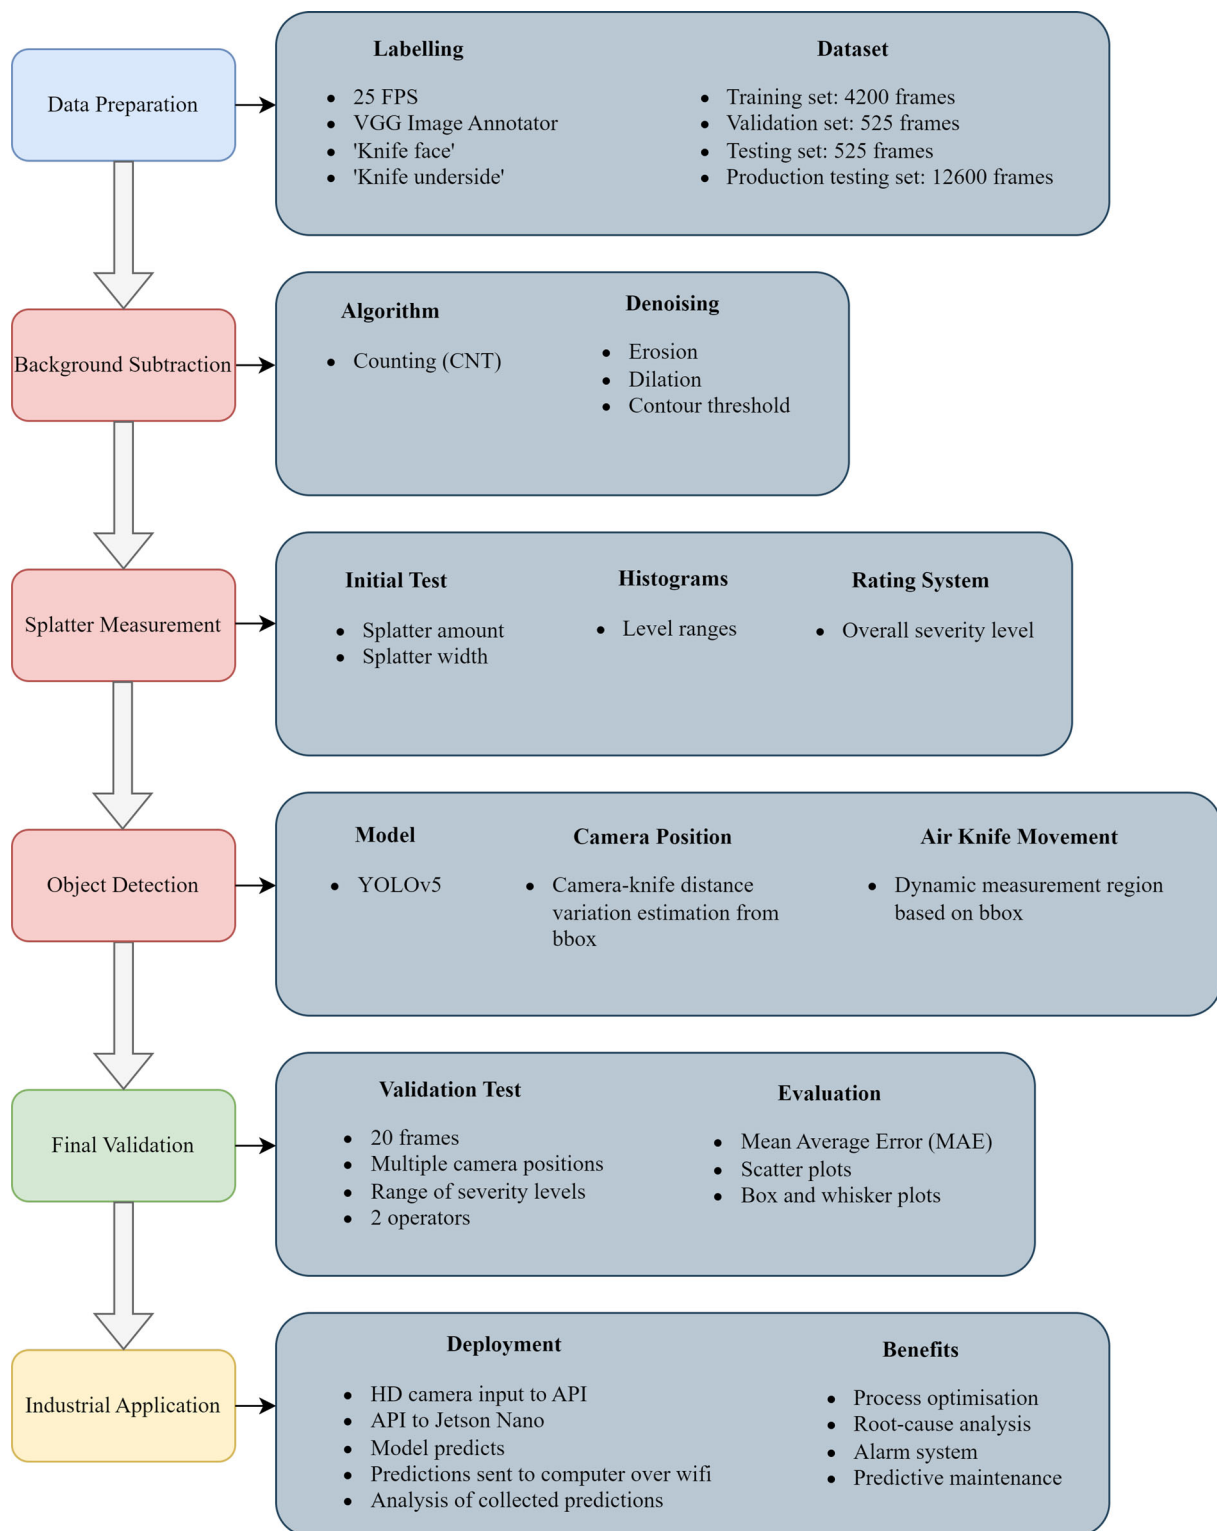 Data Preparation
Labelling
25 FPS
VGG Image Annotator
'Knife face'
'Knife underside'
Dataset
Training set: 4200 frames
Validation set: 525 frames
Testing set: 525 frames
Production testing set: 12600 frames
Background Subtraction
Algorithm
Counting (CNT)
Denoising
Erosion
Dilation
Contour threshold
Splatter Measurement
Initial Test
Splatter amount
Splatter width
Histograms
Level ranges
Rating System
Overall severity level
Object Detection
Model
YOLOv5
Camera Position
Camera-knife distance
variation estimation from
bbox
Air Knife Movement
Dynamic measurement region
based on bbox
Final Validation
Validation Test
20 frames
Multiple camera positions
Range of severity levels
2 operators
Evaluation
Mean Average Error (MAE)
Scatter plots
Box and whisker plots
Industrial Application
Deployment
HD camera input to API
API to Jetson Nano
Model predicts
Predictions sent to computer over wifi
Analysis of collected predictions
Benefits
Process optimisation
Root-cause analysis
Alarm system
Predictive maintenance